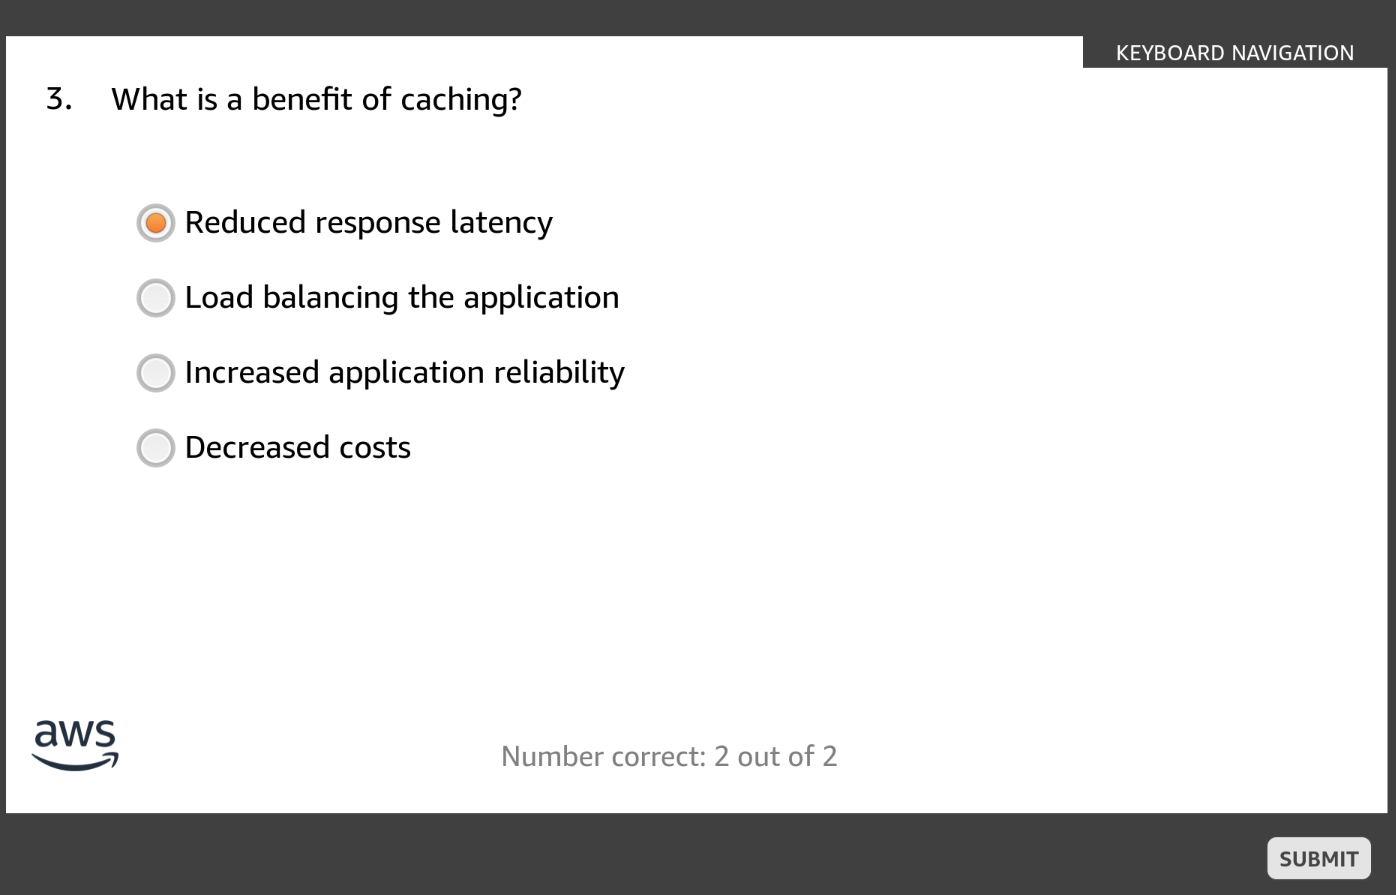 KEYBOARD NAVIGATION
3. What is a benefit of caching?
Reduced response latency
Load balancing the application
Increased application reliability
Decreased costs
aws
Number correct: 2 out of 2
SUBMIT